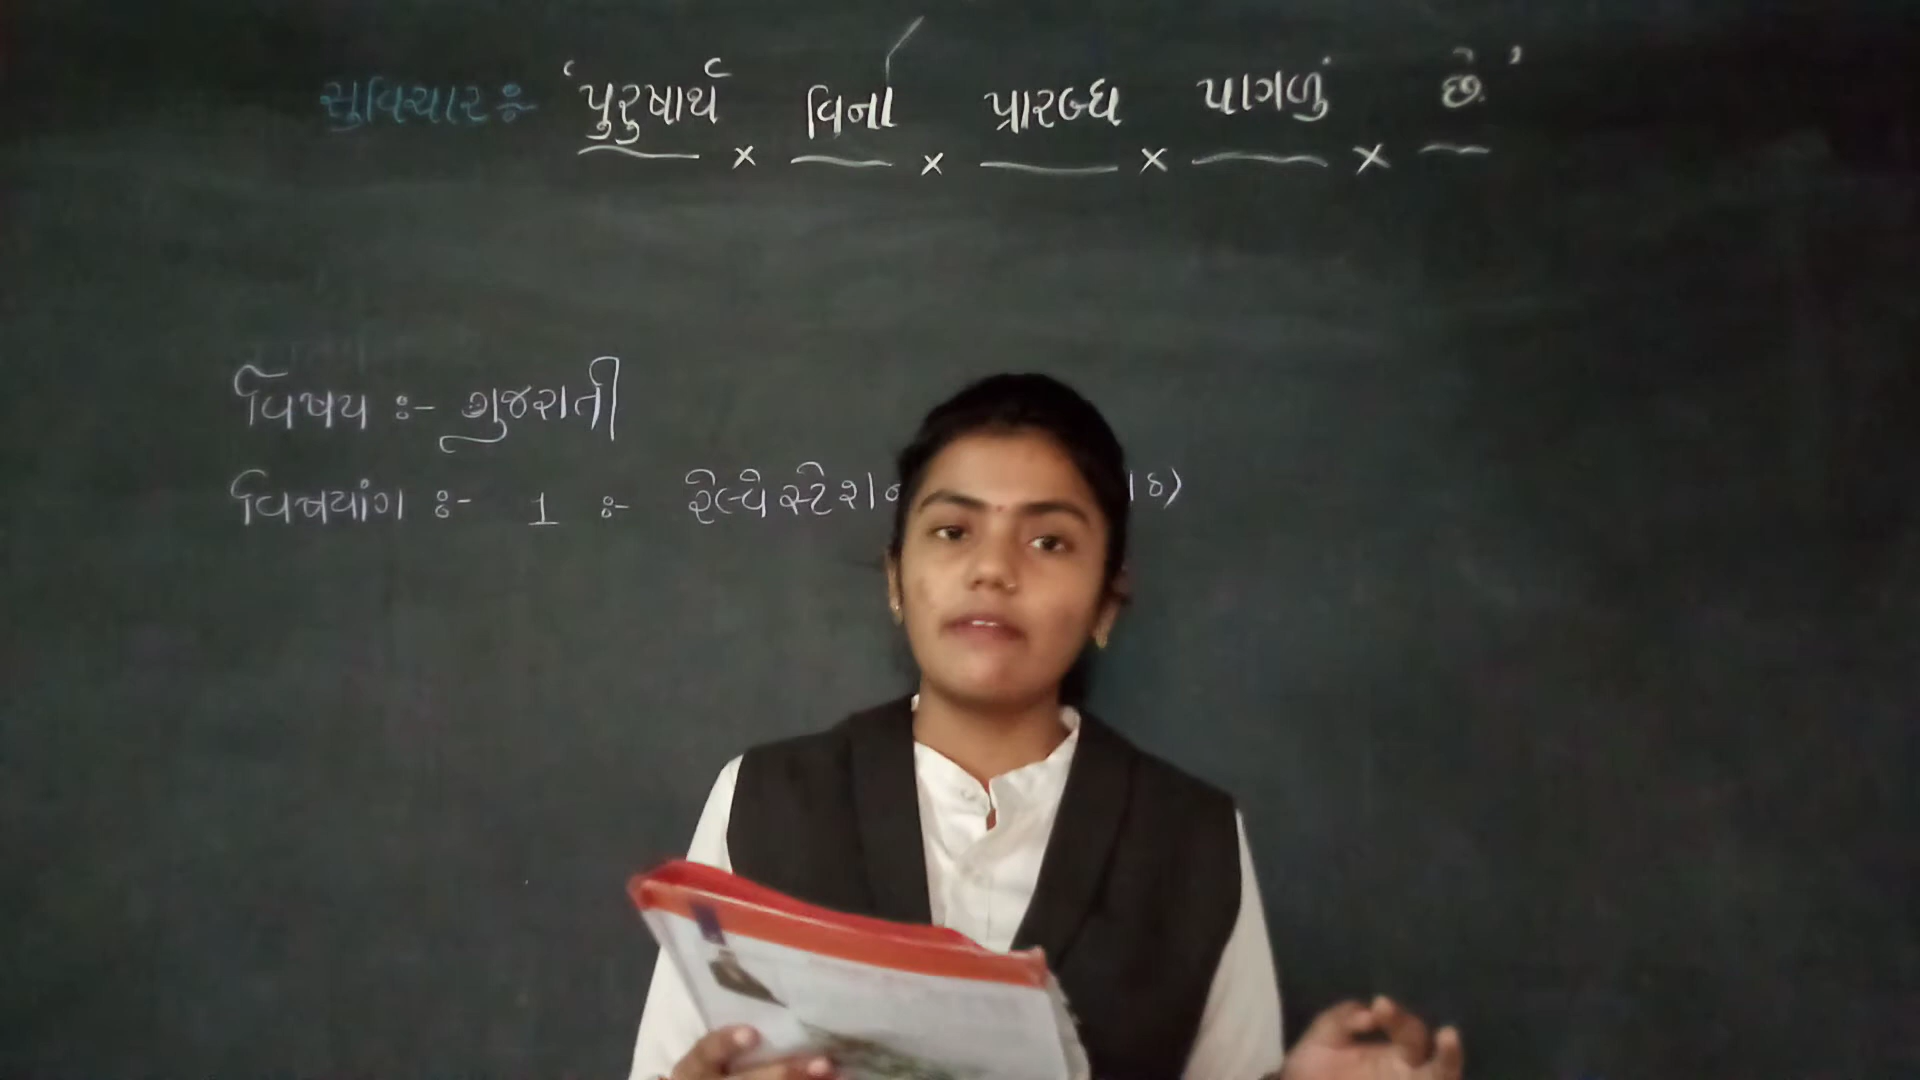 સુવિચાર :- ‘પુરુષાર્થ વિના પ્રારબ્ધ પાગળું છે’
વિષય :- ગુજરાતી
વિષયાંગ :- 1 :- રેલ્વેસ્ટેશન